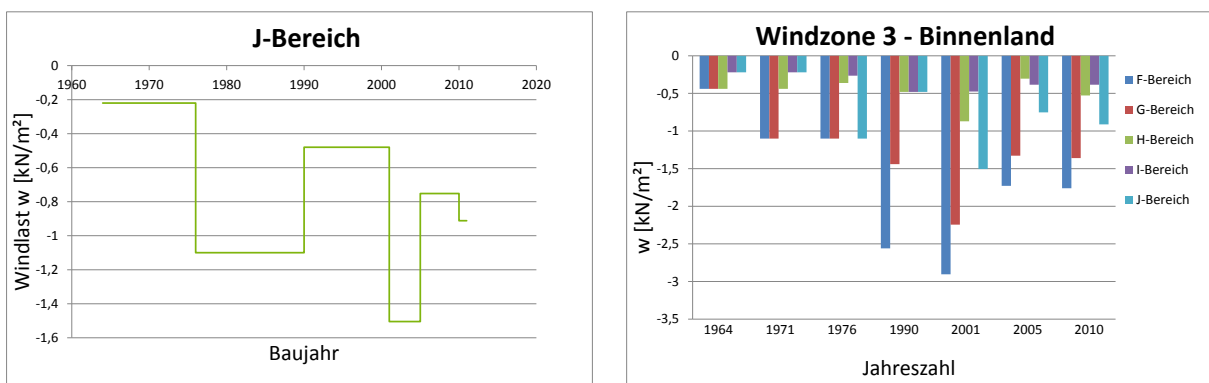 J-Bereich
0
1960 1970 1980 1990 2000 2010 2020
-0,2
-0,4
-0,6
-0,8
-1
-1,2
-1,4
-1,6
Windlast w [kN/m²]
Baujahr
Windzone 3 - Binnenland
0
-0,5
-1
-1,5
-2
-2,5
-3
-3,5
w [kN/m²]
1964 1971 1976 1990 2001 2005 2010
Jahreszahl
F-Bereich
G-Bereich
H-Bereich
I-Bereich
J-Bereich